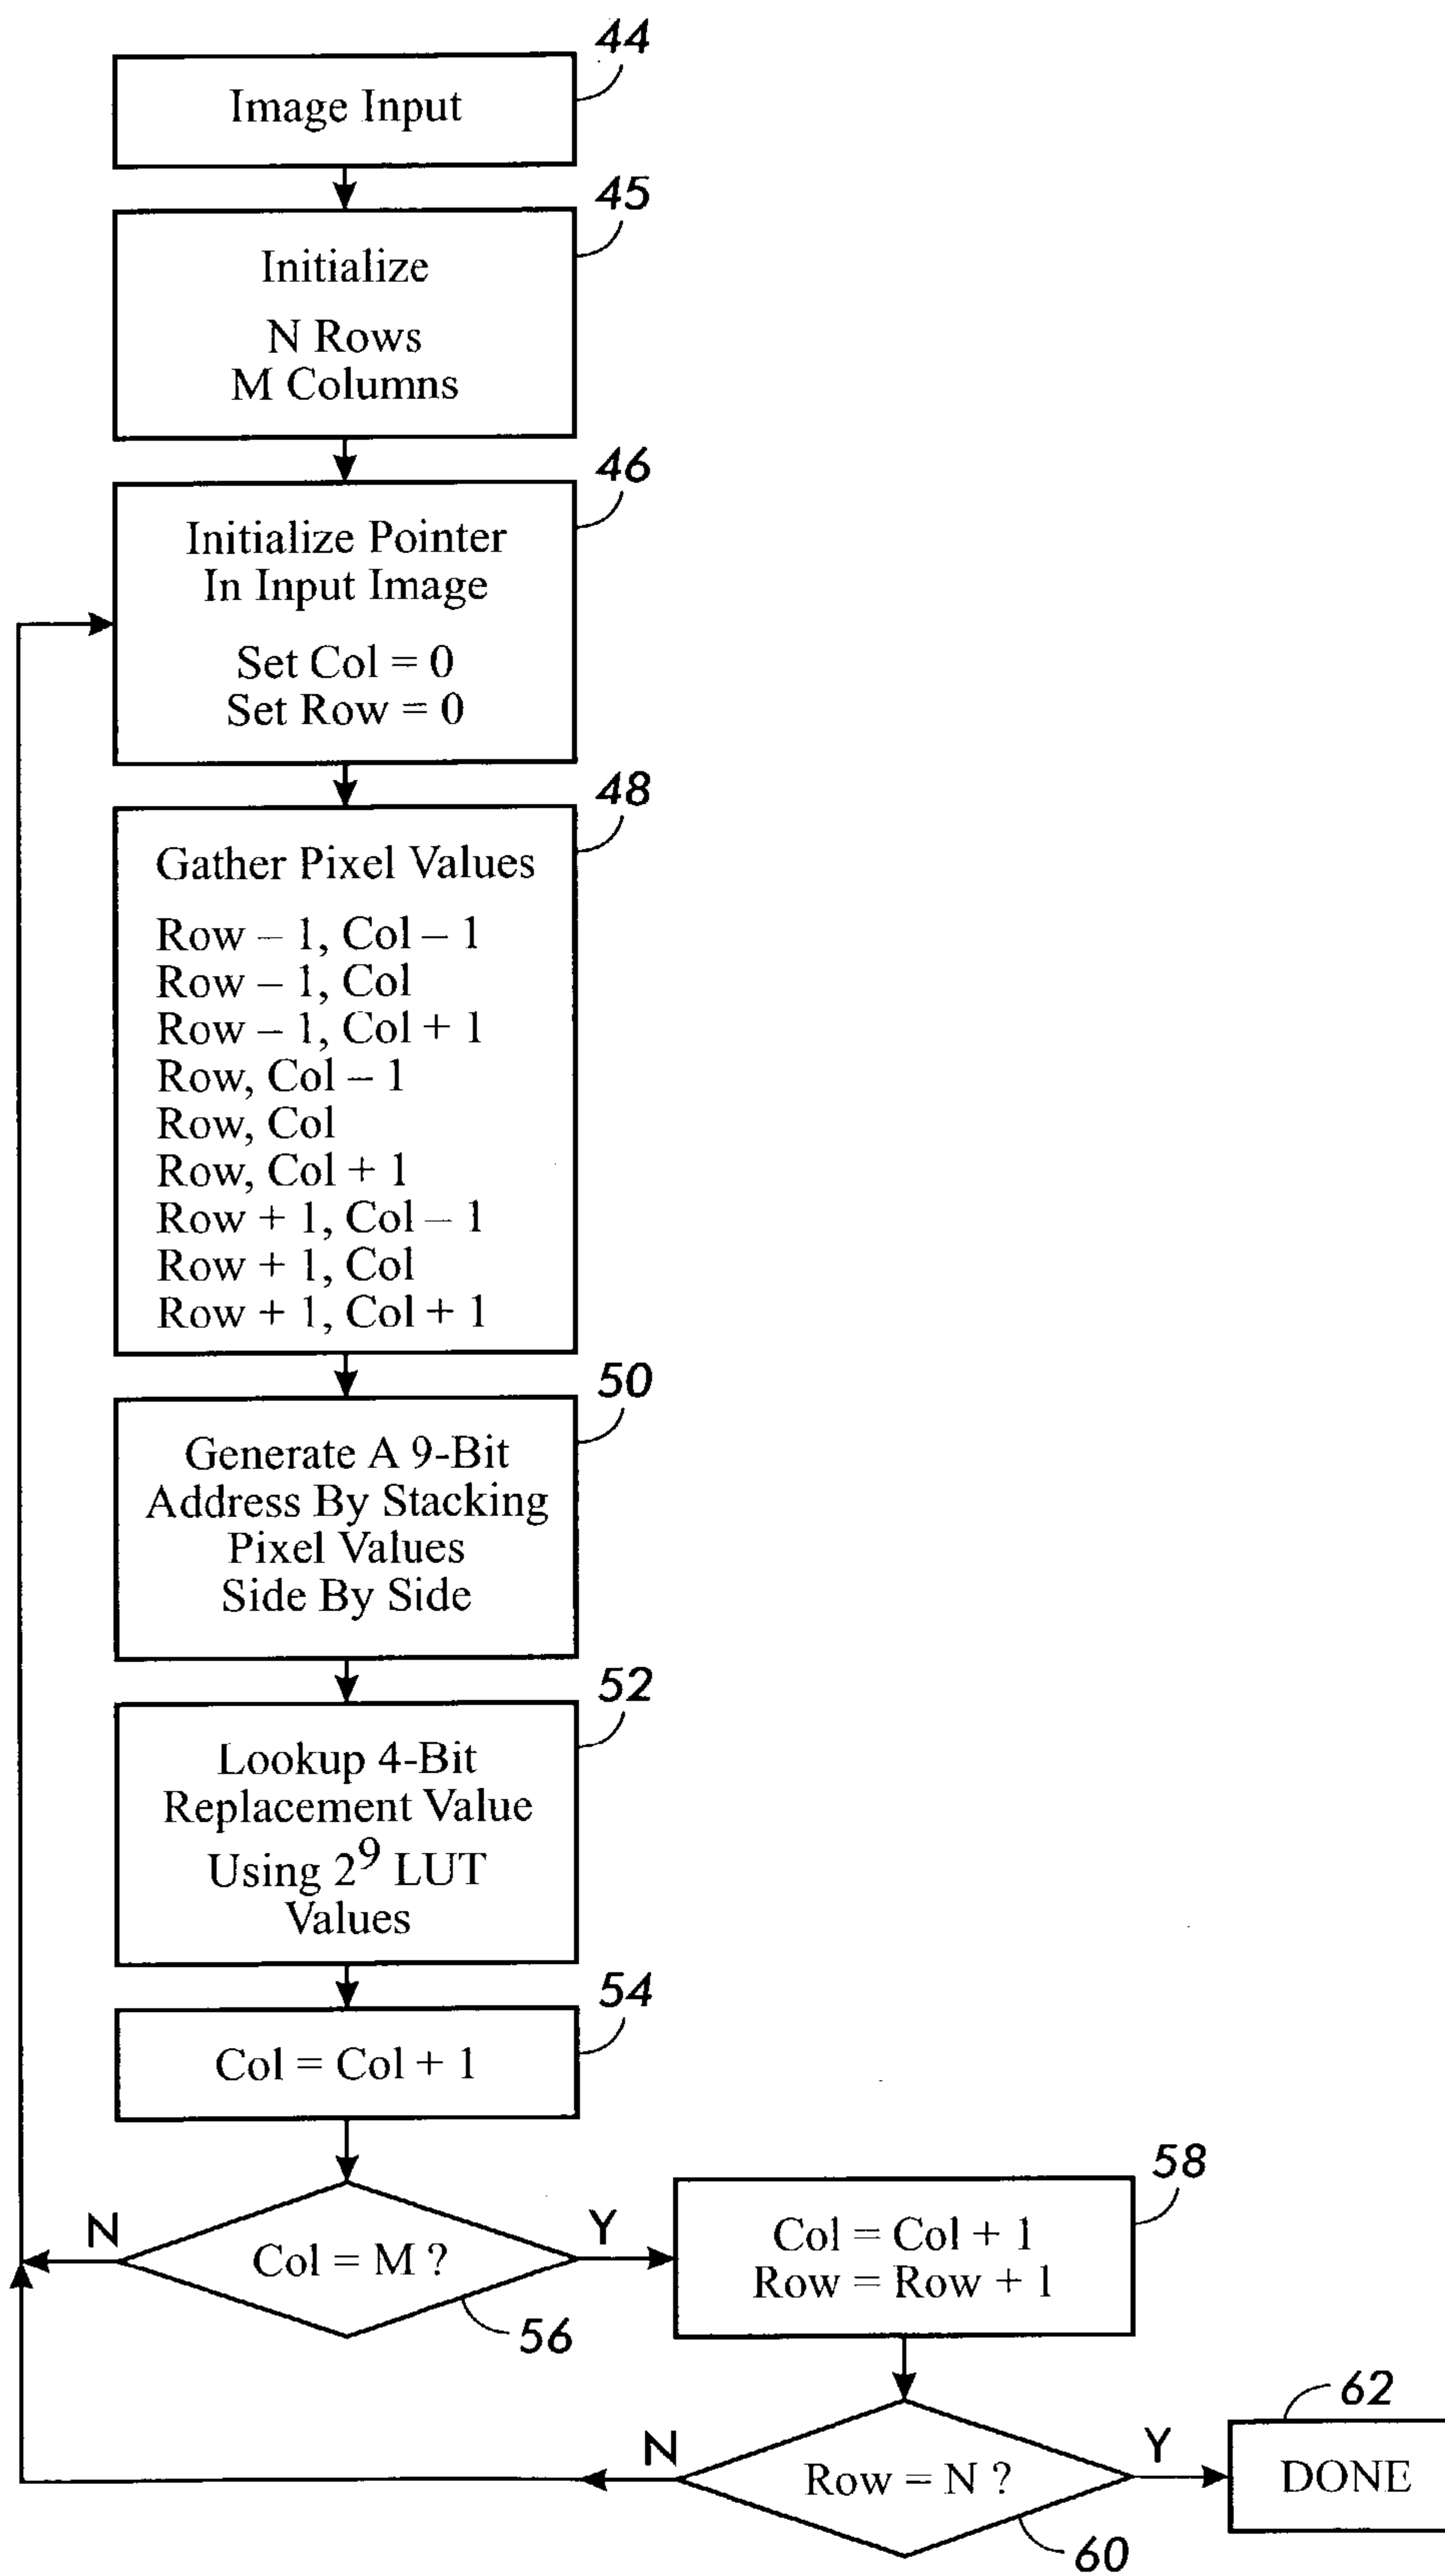 44
Image Input
45
Initialize
N Rows
M Columns
46
Initialize Pointer
In Input Image
Set Col = 0
Set Row = 0
48
Gather Pixel Values
Row – 1, Col – 1
Row – 1, Col
Row – 1, Col + 1
Row, Col – 1
Row, Col
Row, Col + 1
Row + 1, Col – 1
Row + 1, Col
Row + 1, Col + 1
50
Generate A 9-Bit
Address By Stacking
Pixel Values
Side By Side
52
Lookup 4-Bit
Replacement Value
Using 2⁹ LUT
Values
54
Col = Col + 1
N
Col = M ?
Y
56
58
Col = Col + 1
Row = Row + 1
N
Row = N ?
Y
60
62
DONE